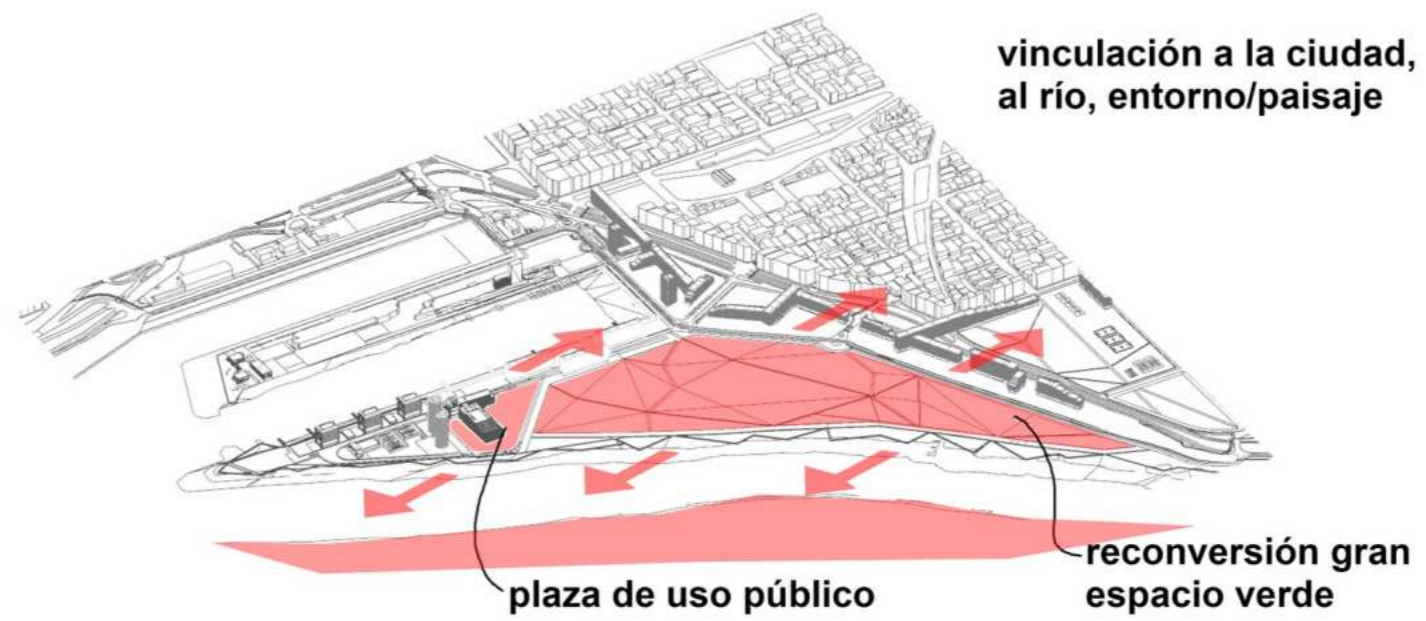 vinculación a la ciudad,
al río, entorno/paisaje
reconversión gran
espacio verde
plaza de uso público